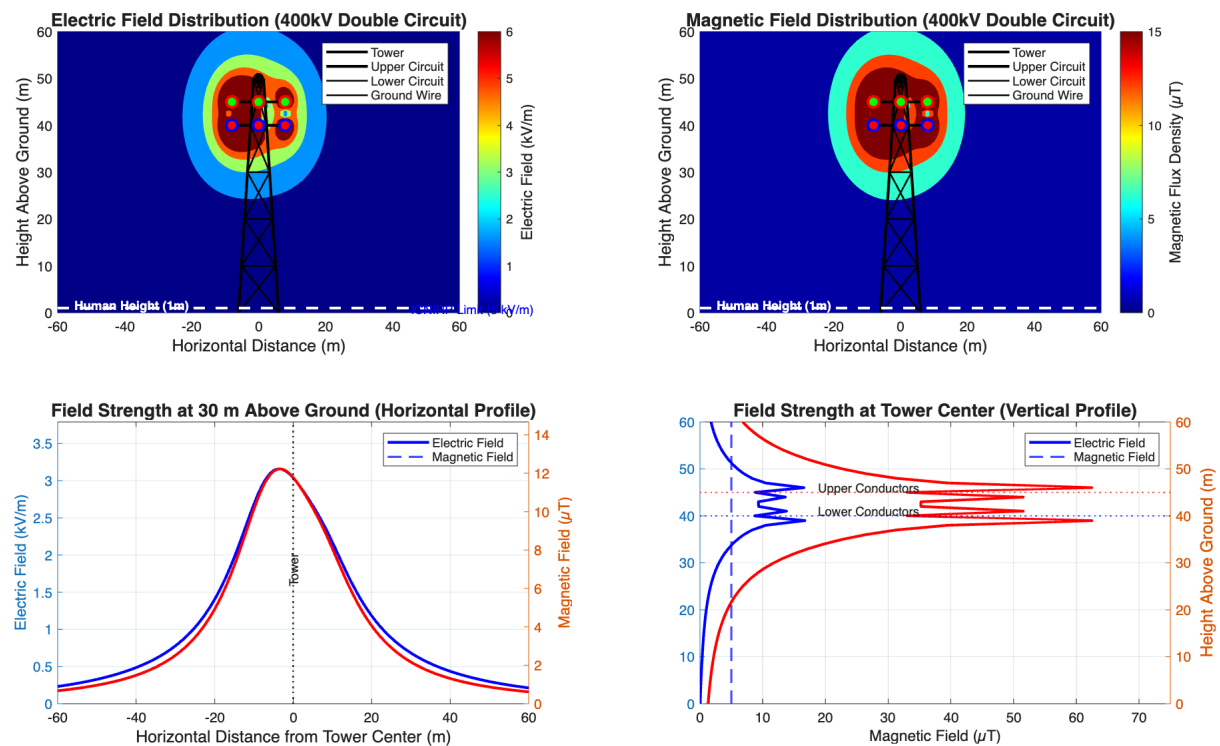 Electric Field Distribution (400kV Double Circuit)
60
50
40
30
20
10
0
Height Above Ground (m)
-60
-40
-20
0
20
40
60
Horizontal Distance (m)
Tower
Upper Circuit
Lower Circuit
Ground Wire
Human Height (1m)
Limit
kV/m)
6
5
4
3
2
1
0
Electric Field (kV/m)
Magnetic Field Distribution (400kV Double Circuit)
60
50
40
30
20
10
0
Height Above Ground (m)
-60
-40
-20
0
20
40
60
Horizontal Distance (m)
Tower
Upper Circuit
Lower Circuit
Ground Wire
Human Height (1m)
15
10
5
0
Magnetic Flux Density (µT)
Field Strength at 30 m Above Ground (Horizontal Profile)
3.5
3
2.5
2
1.5
1
0.5
0
Electric Field (kV/m)
14
12
10
8
6
4
2
0
Magnetic Field (µT)
Electric Field
Magnetic Field
Tower
-60
-40
-20
0
20
40
60
Horizontal Distance from Tower Center (m)
Field Strength at Tower Center (Vertical Profile)
60
50
40
30
20
10
0
60
50
40
30
20
10
0
Height Above Ground (m)
Electric Field
Magnetic Field
Upper Conductors
Lower Conductors
0
10
20
30
40
50
60
70
Magnetic Field (µT)